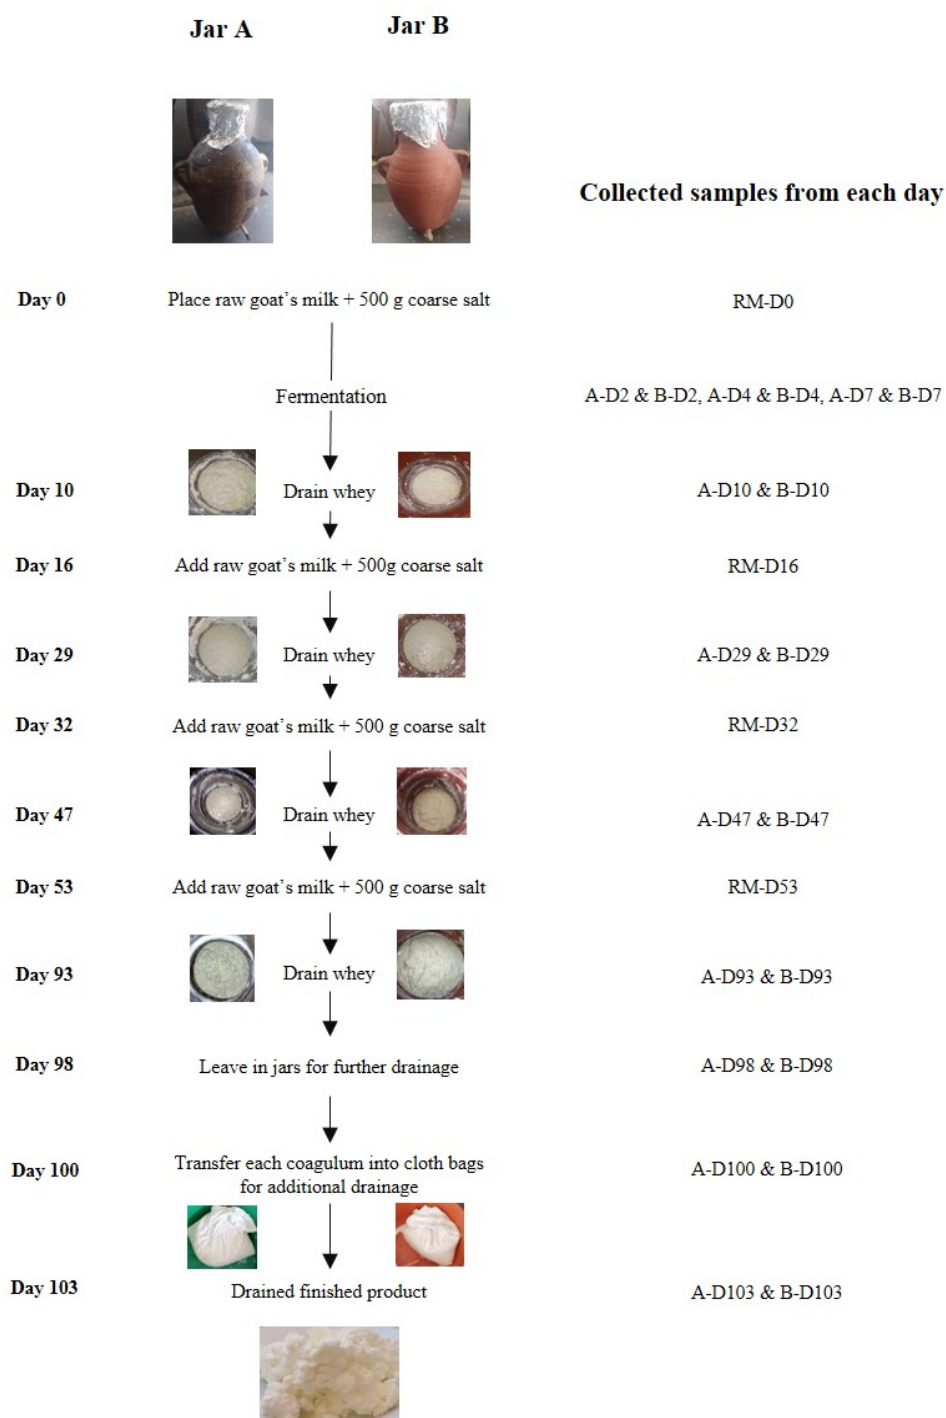 Jar A
Jar B
Collected samples from each day
Day 0
Place raw goat's milk + 500 g coarse salt
RM-D0
Fermentation
A-D2 & B-D2, A-D4 & B-D4, A-D7 & B-D7
Day 10
Drain whey
A-D10 & B-D10
Day 16
Add raw goat's milk + 500g coarse salt
RM-D16
Day 29
Drain whey
A-D29 & B-D29
Day 32
Add raw goat's milk + 500 g coarse salt
RM-D32
Day 47
Drain whey
A-D47 & B-D47
Day 53
Add raw goat's milk + 500 g coarse salt
RM-D53
Day 93
Drain whey
A-D93 & B-D93
Day 98
Leave in jars for further drainage
A-D98 & B-D98
Day 100
Transfer each coagulum into cloth bags
for additional drainage
A-D100 & B-D100
Day 103
Drained finished product
A-D103 & B-D103